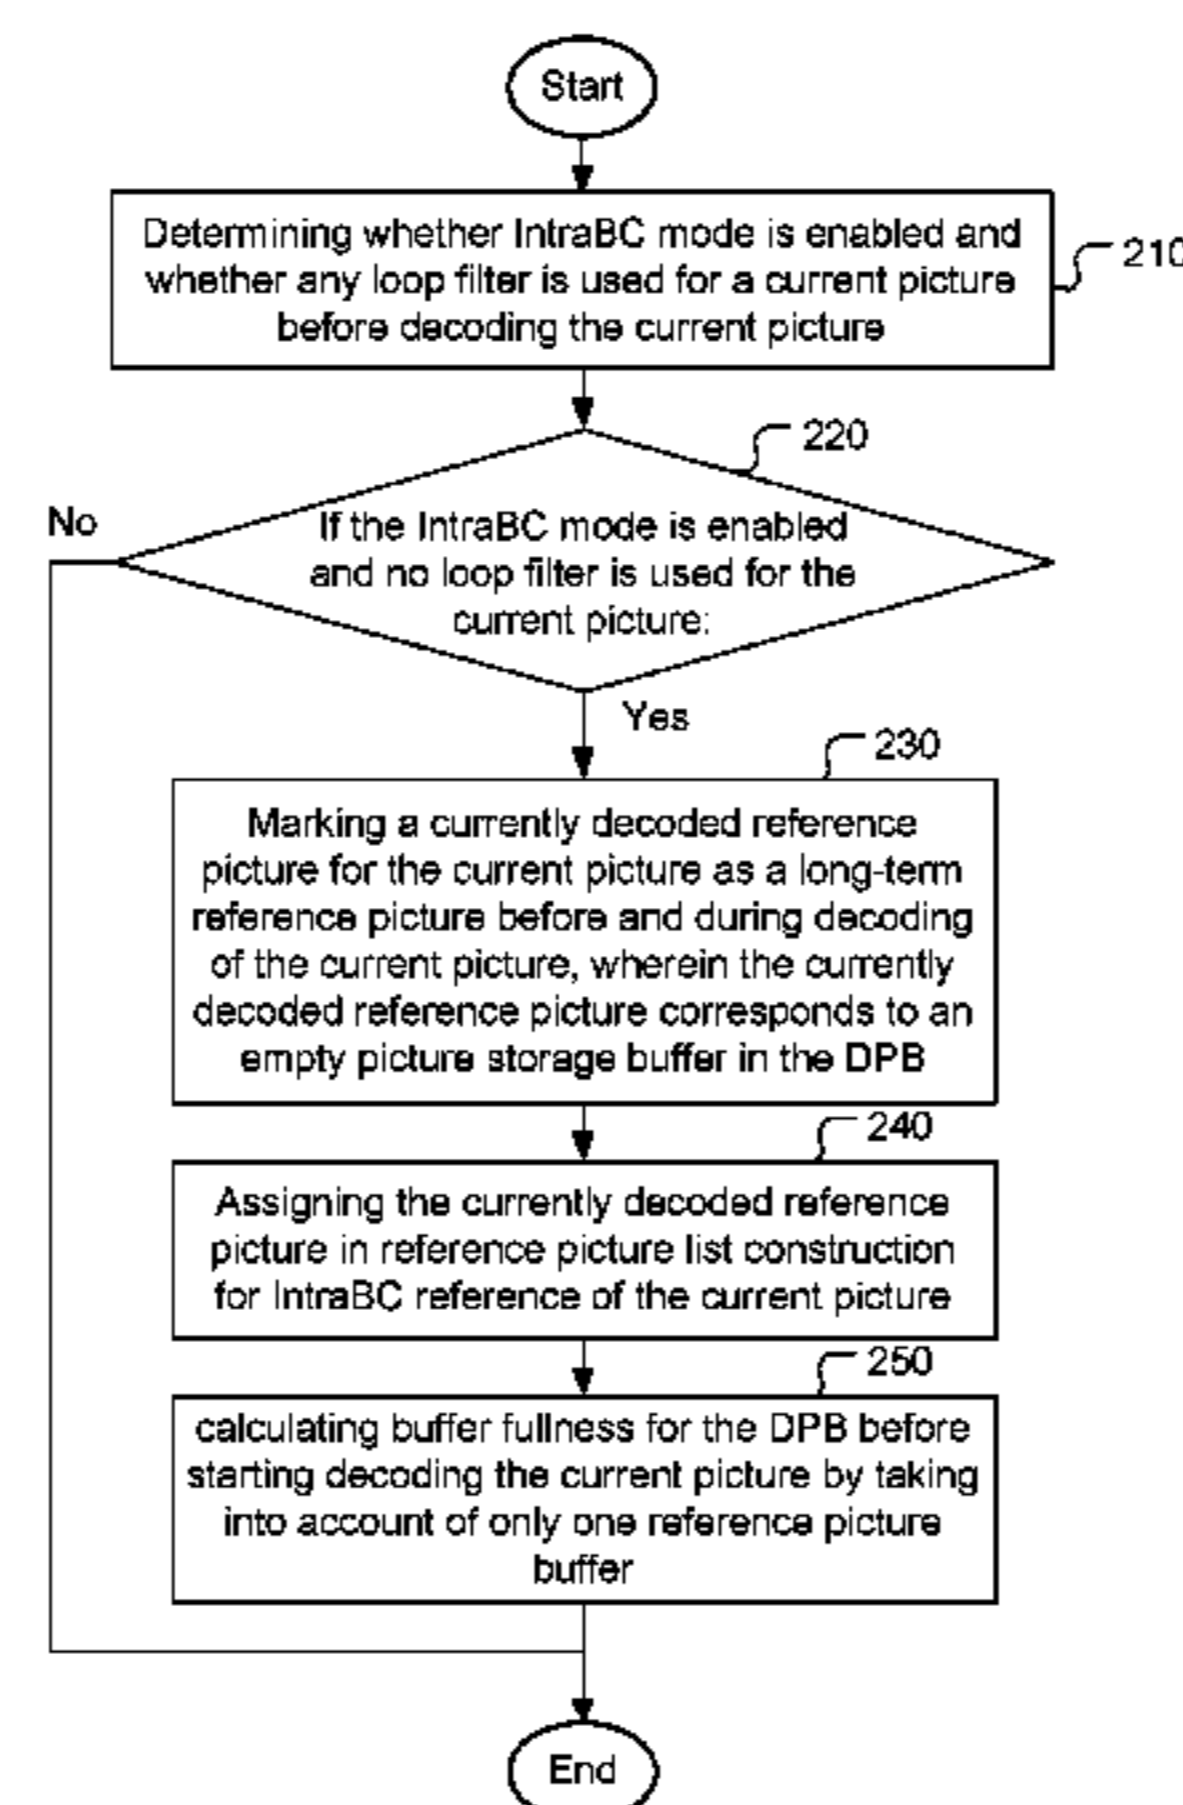 Start
Determining whether IntraBC mode is enabled and
whether any loop filter is used for a current picture
before decoding the current picture
210
220
No
If the IntraBC mode is enabled
and no loop filter is used for the
current picture:
Yes
230
Marking a currently decoded reference
picture for the current picture as a long-term
reference picture before and during decoding
of the current picture, wherein the currently
decoded reference picture corresponds to an
empty picture storage buffer in the DPB
240
Assigning the currently decoded reference
picture in reference picture list construction
for IntraBC reference of the current picture
250
calculating buffer fullness for the DPB before
starting decoding the current picture by taking
into account of only one reference picture
buffer
End